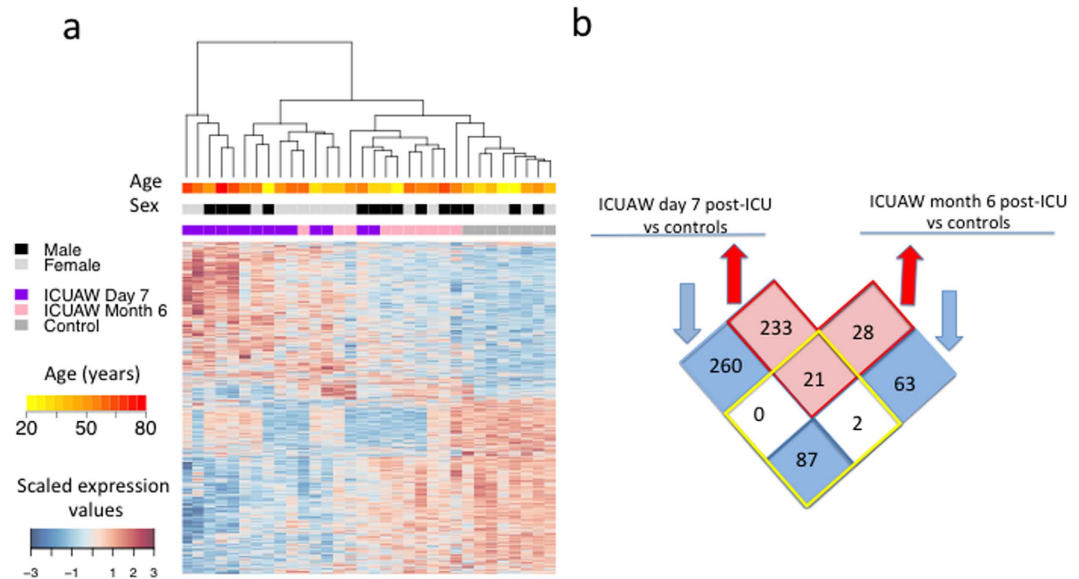 a
b
Age
Sex
Male
Female
ICUAW Day 7
ICUAW Month 6
Control
Age (years)
20 50 80
Scaled expression
values
−3 −1 1 2 3
ICUAW day 7 post-ICU
vs controls
ICUAW month 6 post-ICU
vs controls
233
28
260
21
63
0
2
87